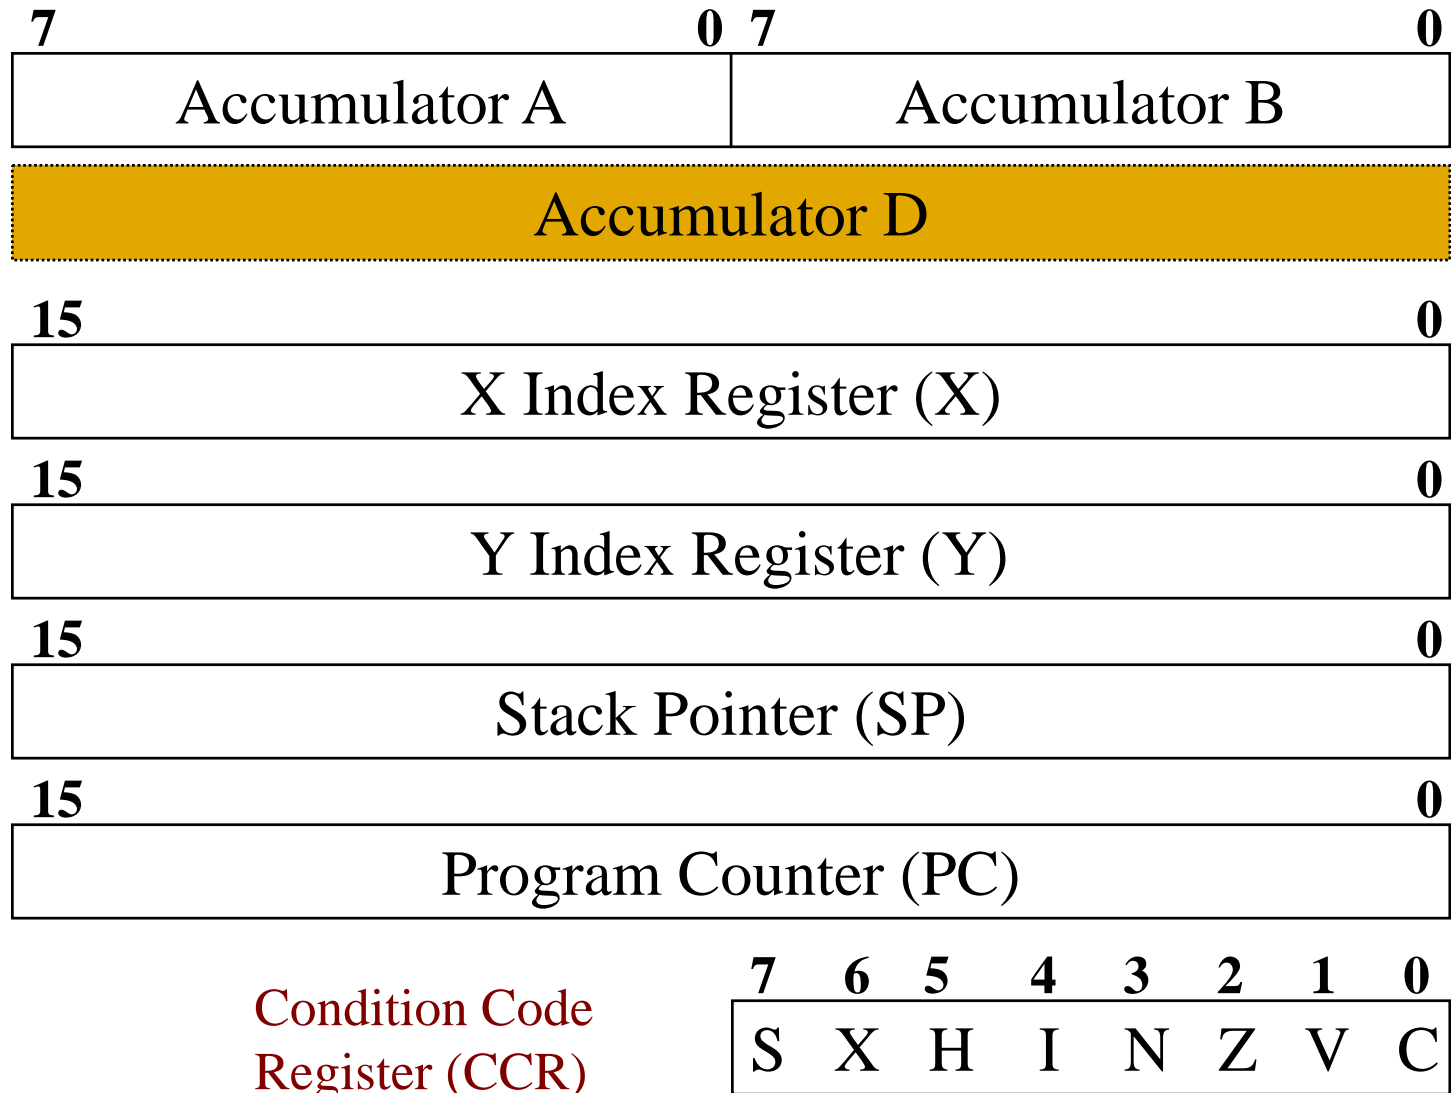 7 0 7 0
Accumulator A Accumulator B
Accumulator D
15 0
X Index Register (X)
15 0
Y Index Register (Y)
15 0
Stack Pointer (SP)
15 0
Program Counter (PC)
7 6 5 4 3 2 1 0
Condition Code
S X H I N Z V C
Register (CCR)